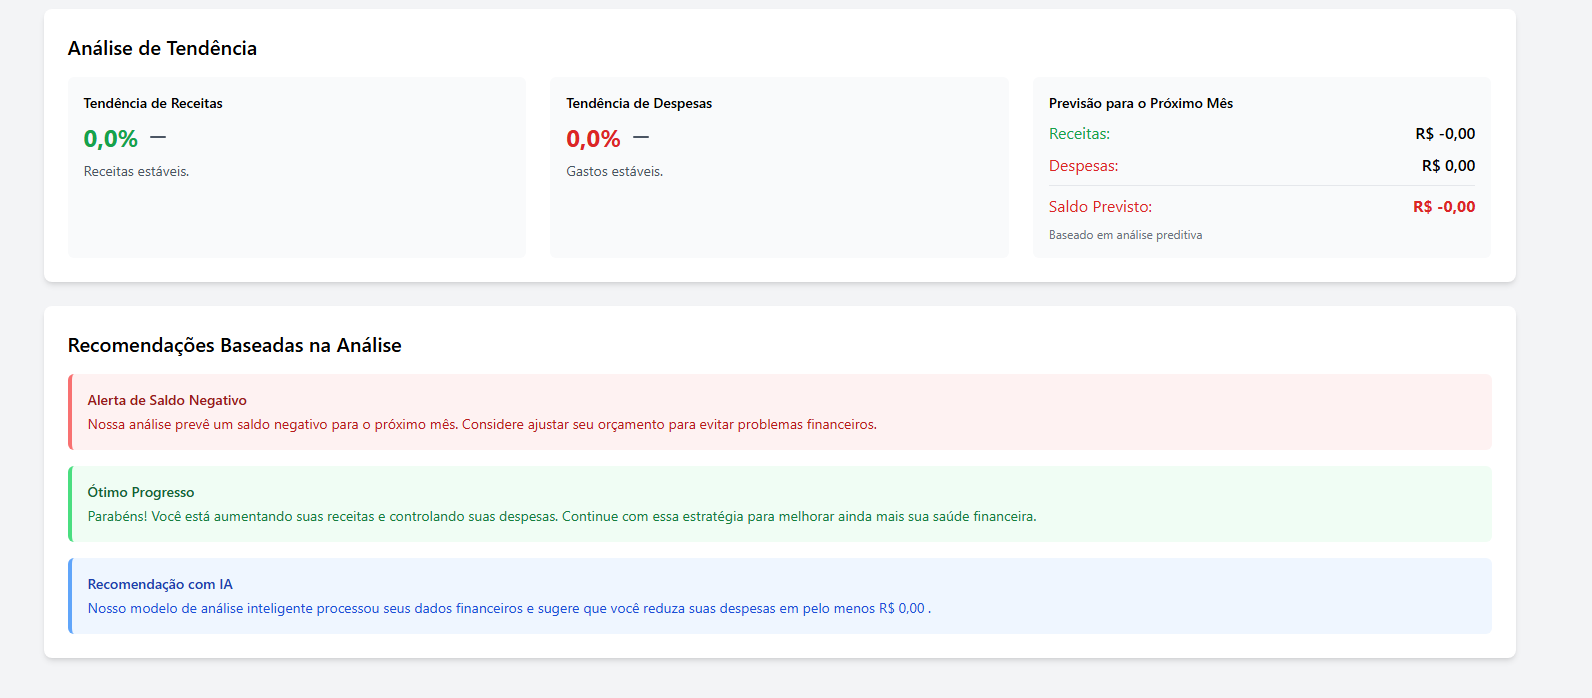 Análise de Tendência
Tendência de Receitas
0,0% —
Receitas estáveis.
Tendência de Despesas
0,0% —
Gastos estáveis.
Previsão para o Próximo Mês
Receitas: R$ -0,00
Despesas: R$ 0,00
Saldo Previsto: R$ -0,00
Baseado em análise preditiva
Recomendações Baseadas na Análise
Alerta de Saldo Negativo
Nossa análise prevê um saldo negativo para o próximo mês. Considere ajustar seu orçamento para evitar problemas financeiros.
Ótimo Progresso
Parabéns! Você está aumentando suas receitas e controlando suas despesas. Continue com essa estratégia para melhorar ainda mais sua saúde financeira.
Recomendação com IA
Nosso modelo de análise inteligente processou seus dados financeiros e sugere que você reduza suas despesas em pelo menos R$ 0,00 .